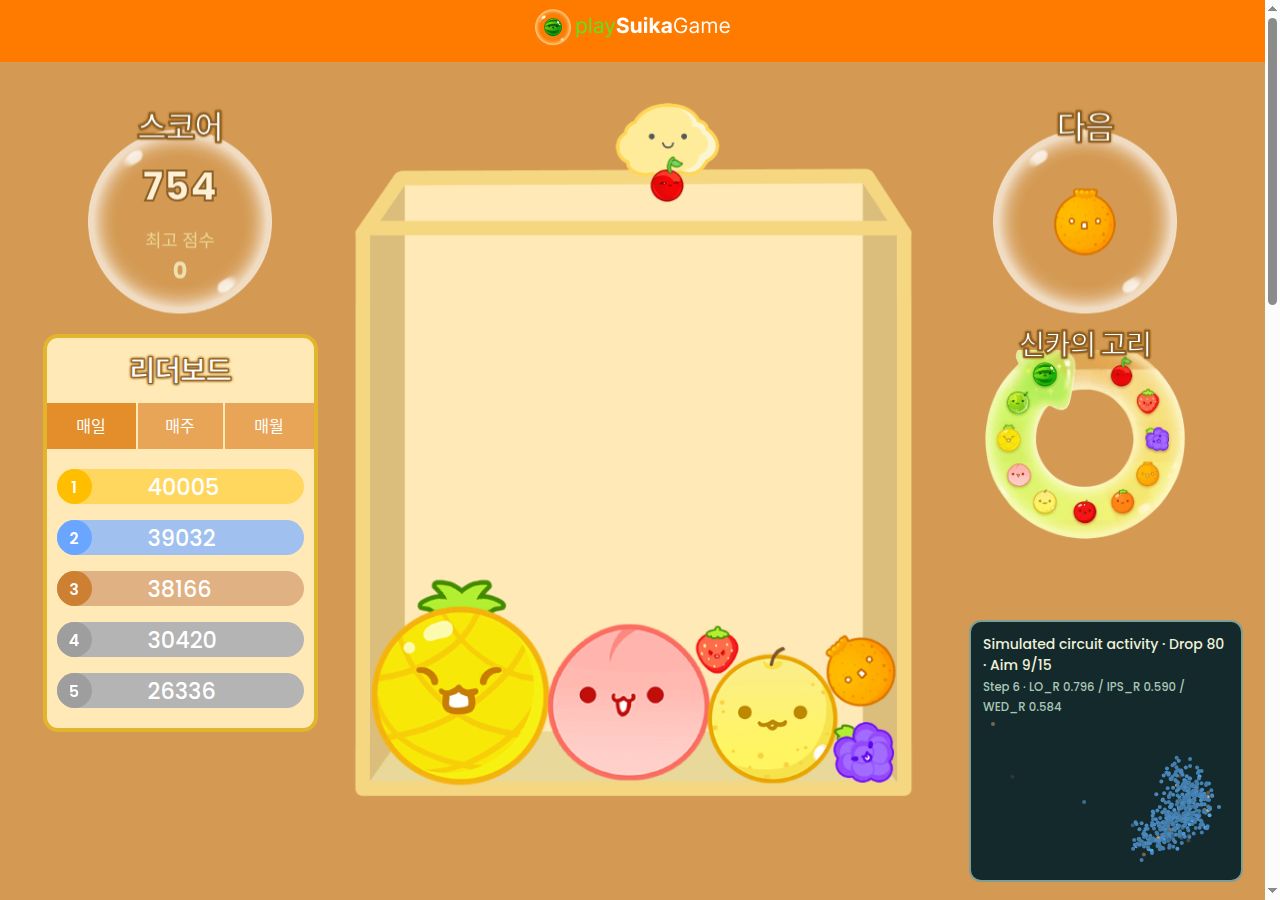 playSuikaGame
스코어
754
최고 점수
0
다음
신카의 고리
리더보드
매일 매주 매월
1 40005
2 39032
3 38166
4 30420
5 26336
Simulated circuit activity · Drop 80
· Aim 9/15
Step 6 · LO_R 0.796 / IPS_R 0.590 /
WED_R 0.584